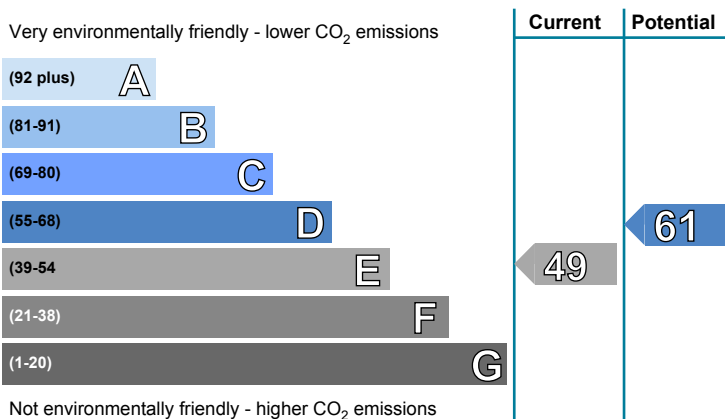 Current Potential
Very environmentally friendly - lower CO2 emissions
(92 plus) A
(81-91) B
(69-80) C
(55-68) D
61
(39-54 E
49
(21-38) F
(1-20) G
Not environmentally friendly - higher CO2 emissions